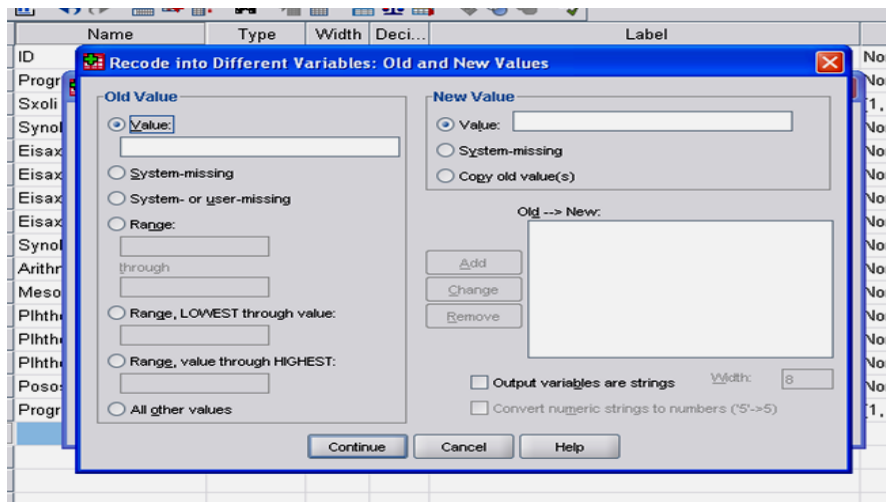 Name Type Width Deci... Label
ID
Recode into Different Variables: Old and New Values
Progr
Sxoli
Synol
Eisax
Eisax
Eisax
Eisax
Synol
Arithm
Meso
Plhth
Plhth
Plhth
Posos
Progr
Old Value
Value:
System-missing
System- or user-missing
Range:
through
Range, LOWEST through value:
Range, value through HIGHEST:
All other values
New Value
Value:
System-missing
Copy old value(s)
Old --> New:
Add
Change
Remove
Output variables are strings Width: 8
Convert numeric strings to numbers ('5'->5)
Continue Cancel Help